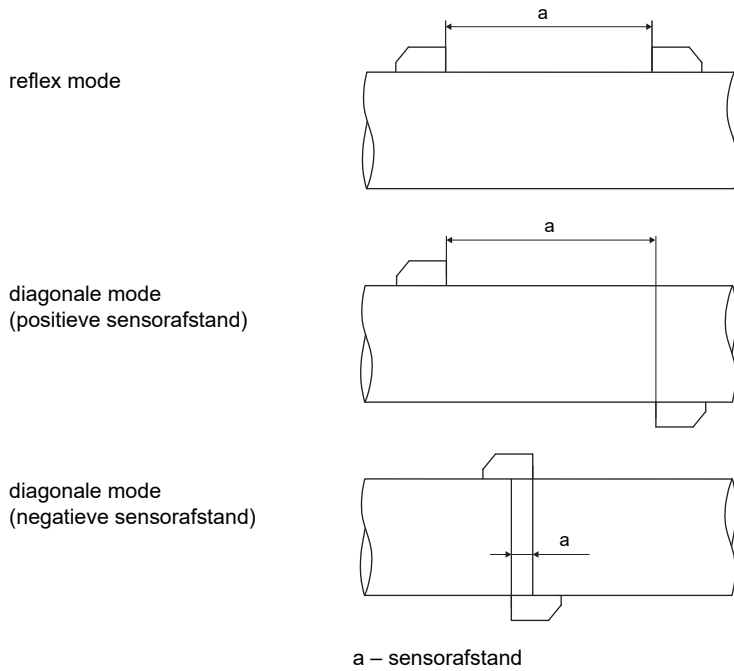 a
reflex mode
a
diagonale mode
(positieve sensorafstand)
diagonale mode
(negatieve sensorafstand)
a
a – sensorafstand